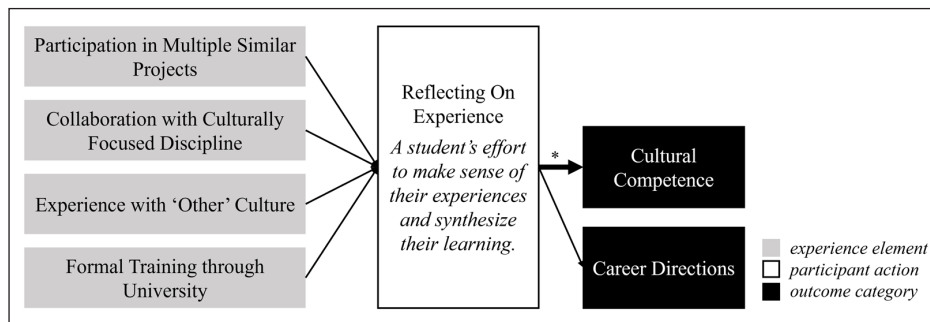 Participation in Multiple Similar
Projects
Collaboration with Culturally
Focused Discipline
Experience with ‘Other’ Culture
Formal Training through
University
Reflecting On
Experience
A student’s effort
to make sense of
their experiences
and synthesize
their learning.
*
Cultural
Competence
Career Directions
experience element
participant action
outcome category